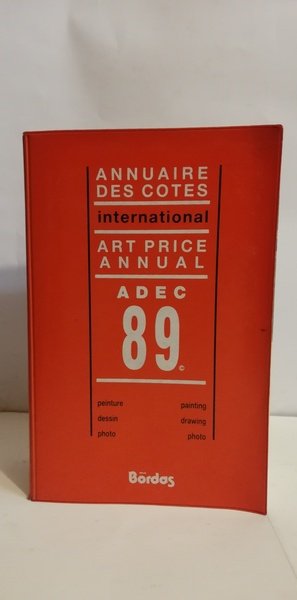 ANNUAIRE
DES COTES
international
ART PRICE
ANNUAL
ADEC
89©
peinture painting
dessin drawing
photo photo
Bordas